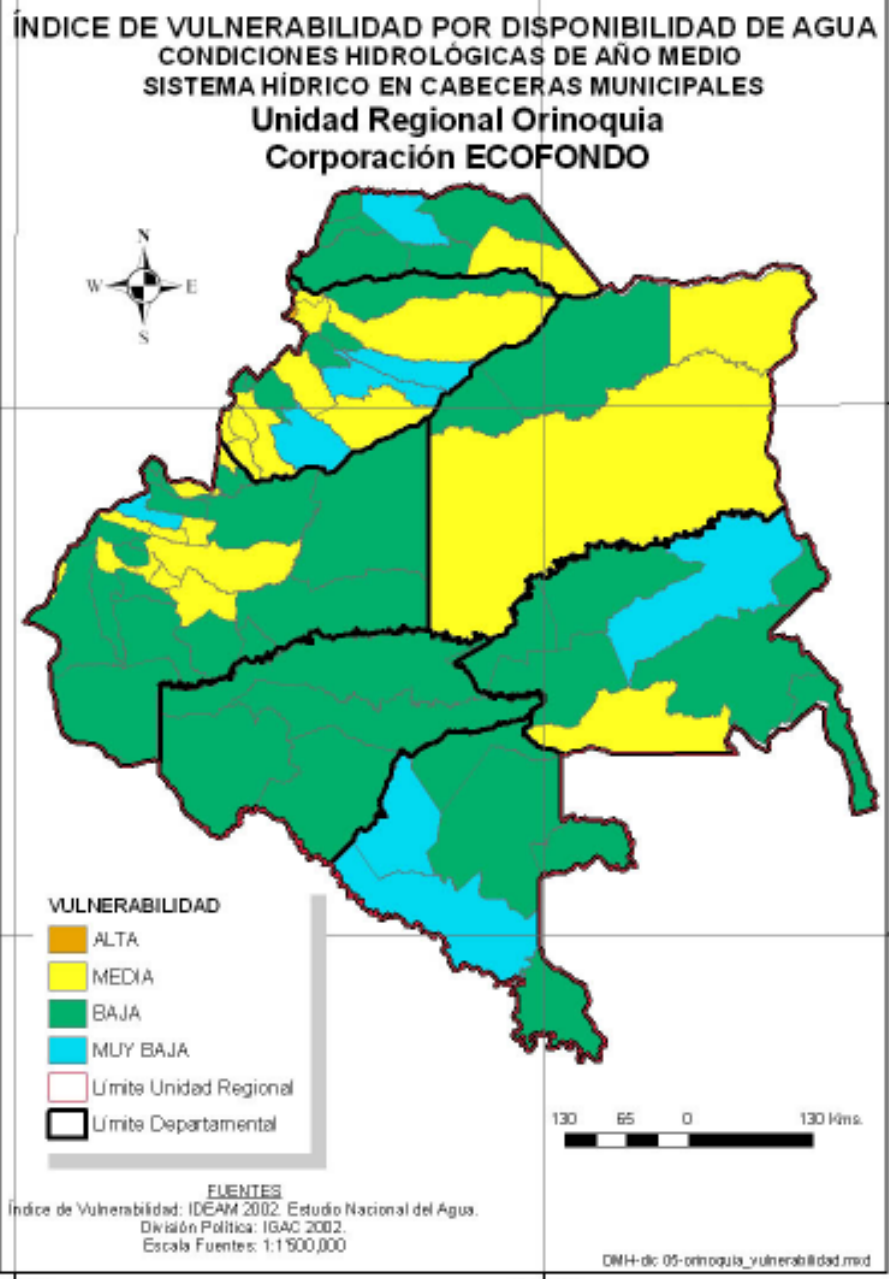 ÍNDICE DE VULNERABILIDAD POR DISPONIBILIDAD DE AGUA
CONDICIONES HIDROLÓGICAS DE AÑO MEDIO
SISTEMA HÍDRICO EN CABECERAS MUNICIPALES
Unidad Regional Orinoquia
Corporación ECOFONDO
N
W E
S
VULNERABILIDAD
ALTA
MEDIA
BAJA
MUY BAJA
Límite Unidad Regional
Límite Departamental
130 65 0 130 Kms.
FUENTES
Índice de Vulnerabilidad: IDEAM 2002. Estudio Nacional del Agua.
División Política: IGAC 2002.
Escala Fuentes: 1:1'500,000
DMH-dic 05-orinoquia_vulnerabilidad.mxd